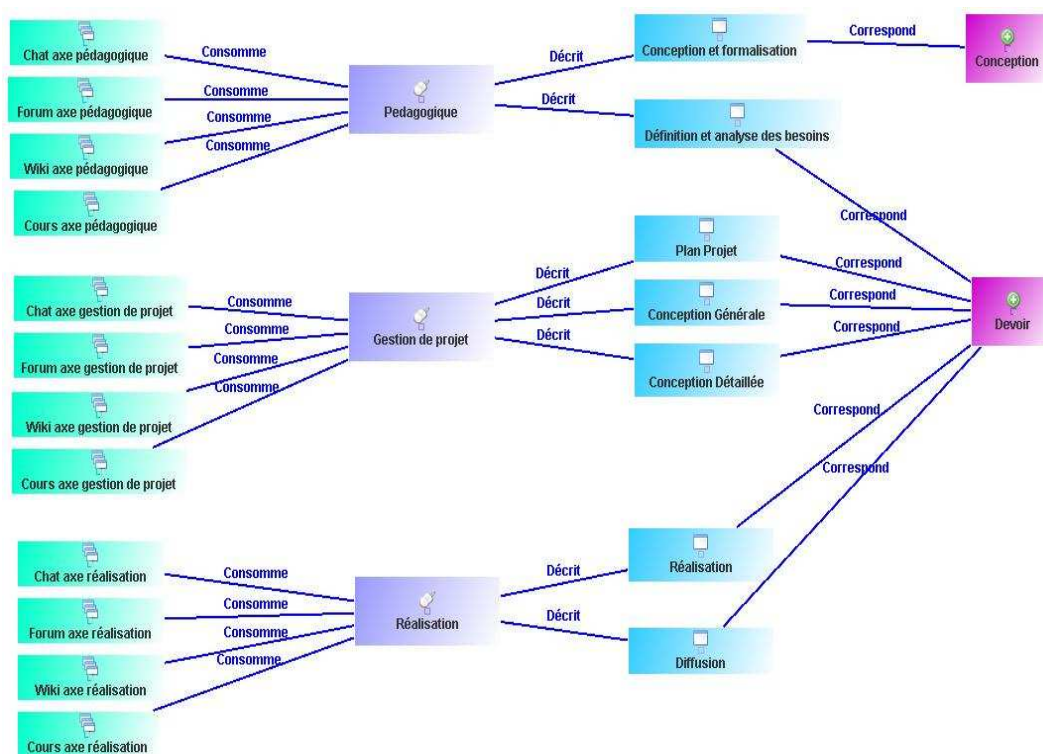 Chat axe pédagogique
Consomme
Forum axe pédagogique
Consomme
Wiki axe pédagogique
Consomme
Cours axe pédagogique
Consomme
Pedagogique
Décrit
Conception et formalisation
Correspond
Conception
Décrit
Définition et analyse des besoins
Correspond
Chat axe gestion de projet
Consomme
Forum axe gestion de projet
Consomme
Wiki axe gestion de projet
Consomme
Cours axe gestion de projet
Consomme
Gestion de projet
Décrit
Plan Projet
Correspond
Décrit
Conception Générale
Correspond
Décrit
Conception Détaillée
Correspond
Devoir
Correspond
Correspond
Chat axe réalisation
Consomme
Forum axe réalisation
Consomme
Wiki axe réalisation
Consomme
Cours axe réalisation
Consomme
Réalisation
Décrit
Réalisation
Décrit
Diffusion